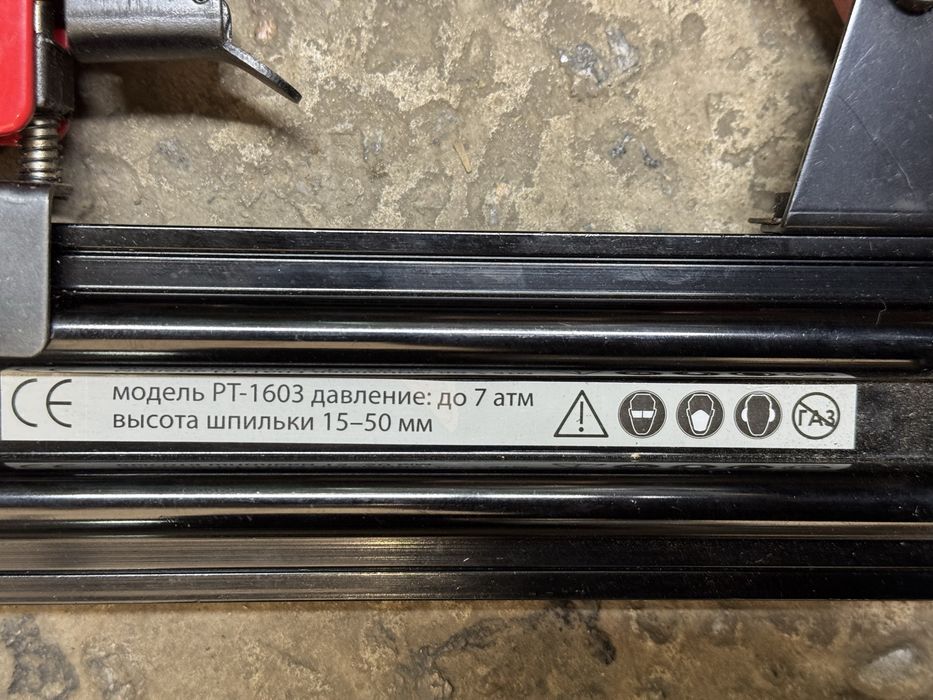 CE
модель PT-1603 давление: до 7 атм
высота шпильки 15–50 мм
ГАЗ